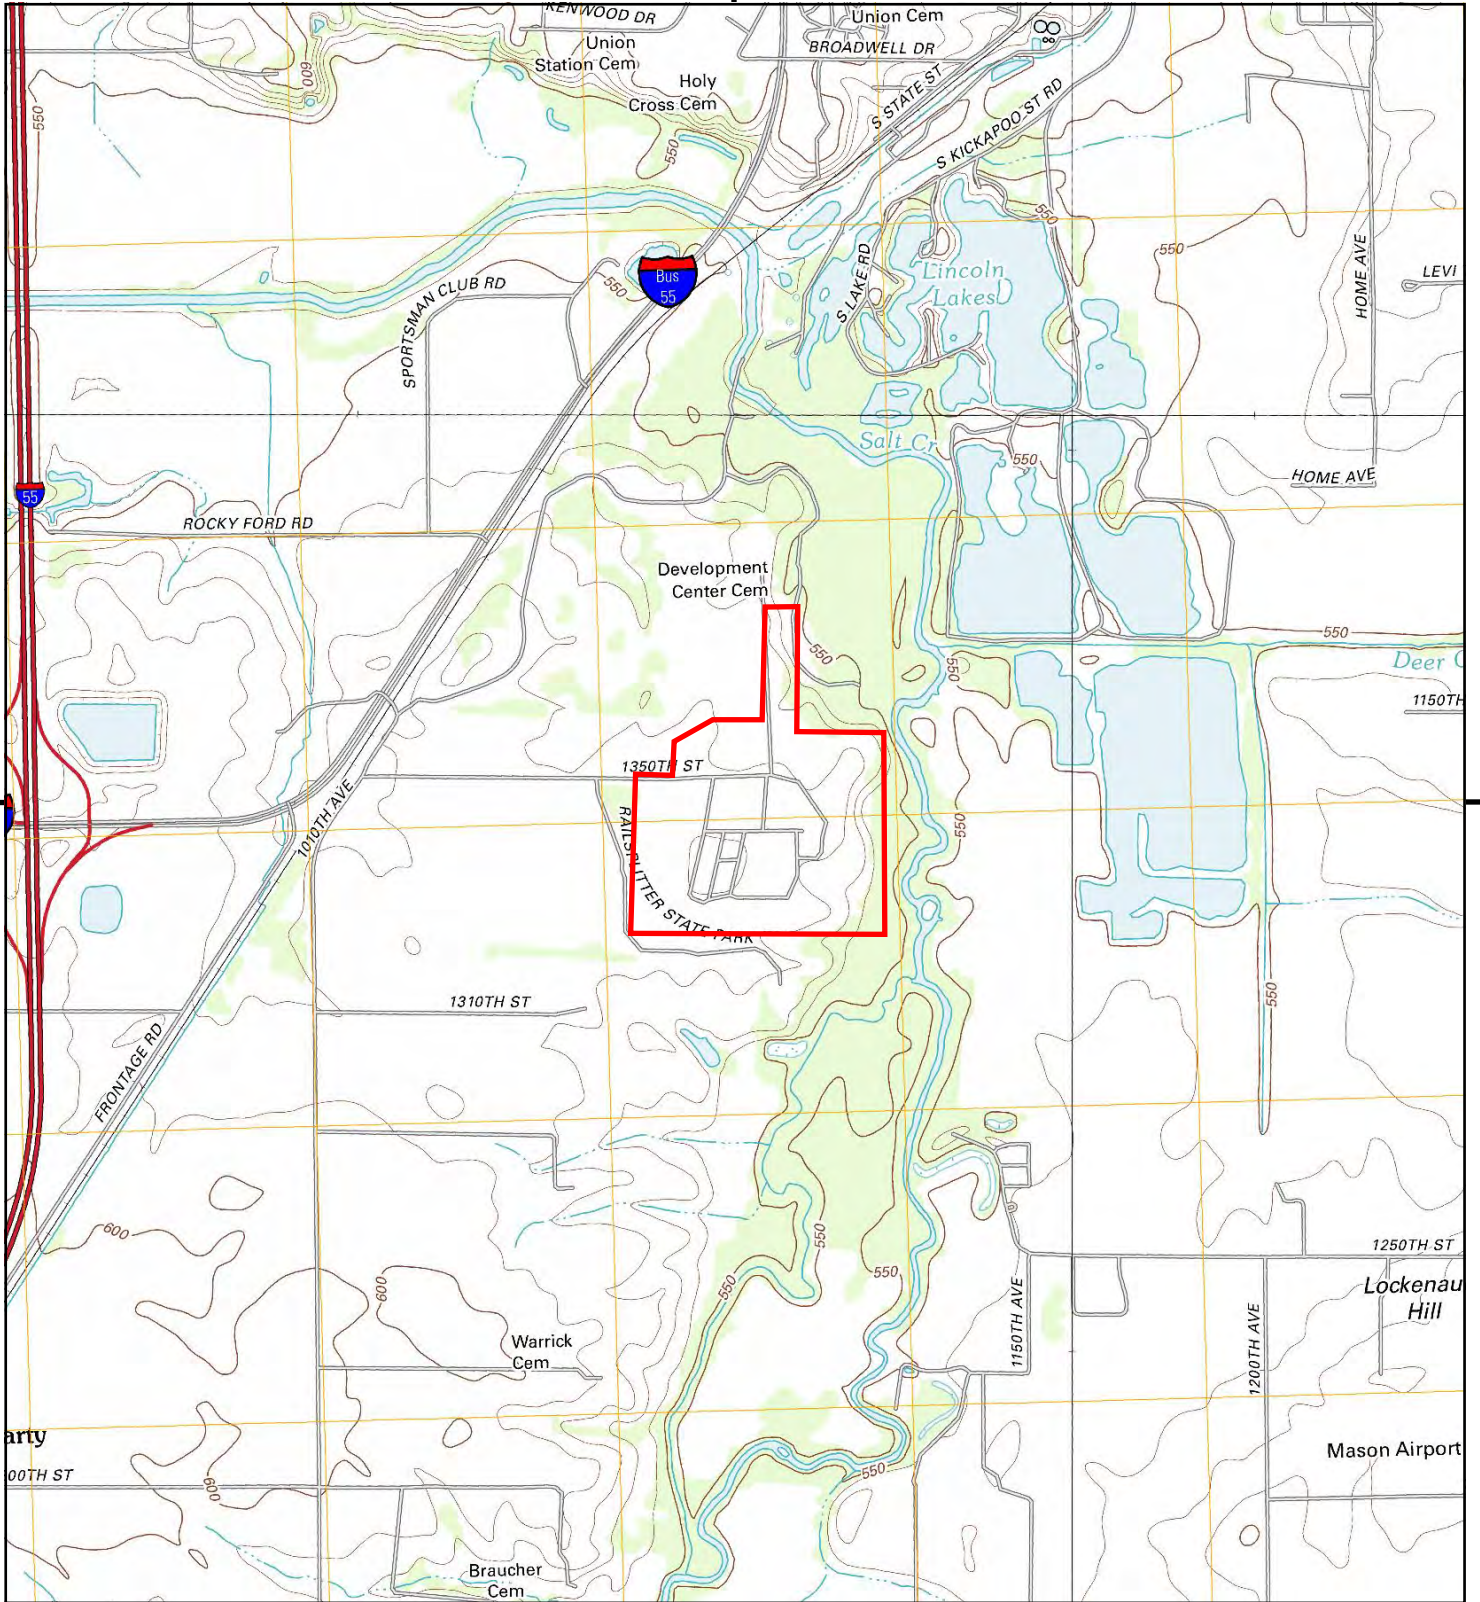 KENWOOD DR
Union Cem
BROADWELL DR
Union
Station Cem
Holy
Cross Cem
600
550
S STATE ST
S KICKAPOO ST RD
550
550
550
HOME AVE
LEVI
Bus
55
550
SPORTSMAN CLUB RD
S LAKE RD
Lincoln
Lakes
Salt Cr
550
HOME AVE
55
ROCKY FORD RD
Development
Center Cem
550
550
550
Deer C
1150TH
1350TH ST
RAILSPLITTER STATE PARK
1010TH AVE
550
550
1310TH ST
FRONTAGE RD
600
600
550
550
550
1250TH ST
Lockenau
Hill
1150TH AVE
1200TH AVE
Warrick
Cem
arty
Mason Airport
00TH ST
600
550
Braucher
Cem